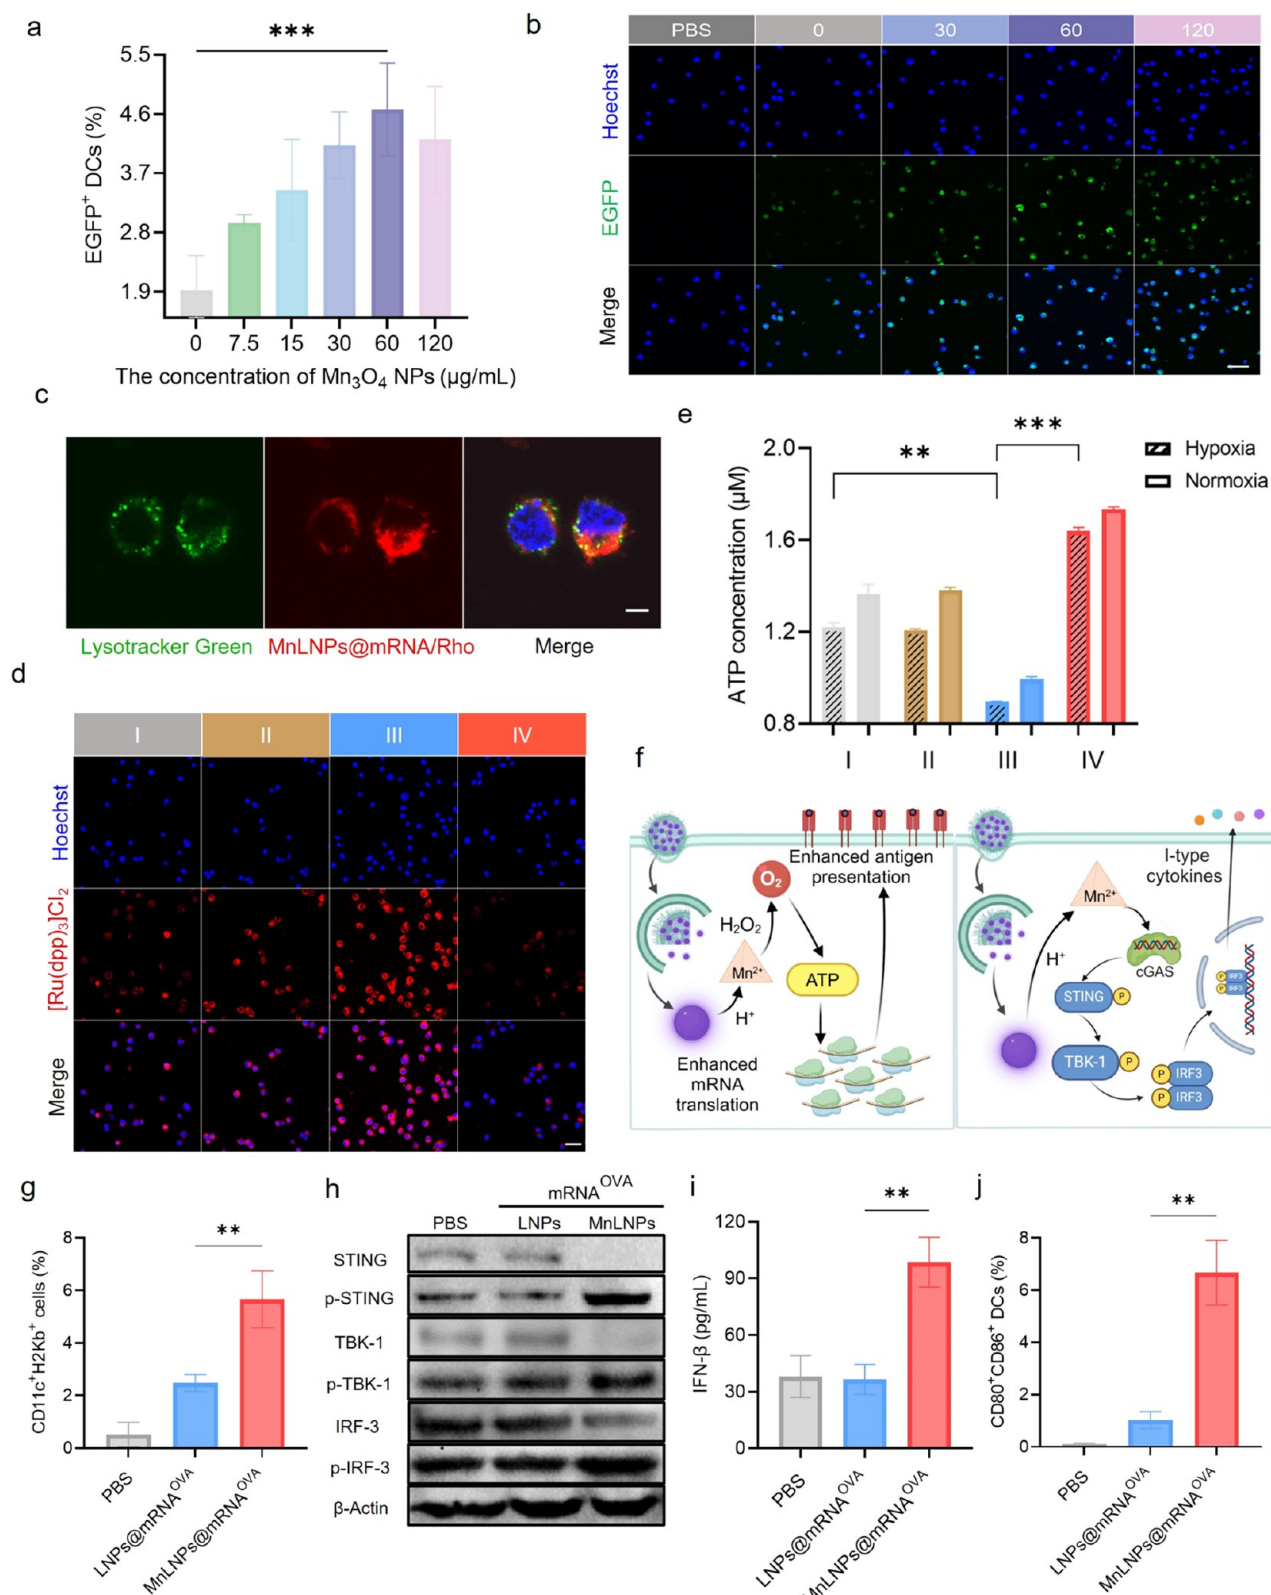 a
***
5.5
4.6
3.7
2.8
1.9
EGFP+ DCs (%)
0 7.5 15 30 60 120
The concentration of Mn3O4 NPs (μg/mL)
b
PBS 0 30 60 120
Hoechst
EGFP
Merge
c
Lysotracker Green MnLNPs@mRNA/Rho Merge
d
I II III IV
Hoechst
[Ru(dpp)3]Cl2
Merge
e
** ***
Hypoxia
Normoxia
2.0
1.6
1.2
0.8
ATP concentration (μM)
I II III IV
f
Enhanced antigen
presentation
O2
H2O2
Mn2+
H+
ATP
Enhanced
mRNA
translation
I-type
cytokines
Mn2+
H+
cGAS
STING P
TBK-1 P
P IRF3
P IRF3
P IRF3
P IRF3
g
**
8
6
4
2
0
CD11c+H2Kb+ cells (%)
PBS
LNPs@mRNAOVA
MnLNPs@mRNAOVA
h
mRNAOVA
PBS LNPs MnLNPs
STING
p-STING
TBK-1
p-TBK-1
IRF-3
p-IRF-3
β-Actin
i
**
120
90
60
30
0
IFN-β (pg/mL)
PBS
LNPs@mRNAOVA
MnLNPs@mRNAOVA
j
**
8
6
4
2
0
CD80+CD86+ DCs (%)
PBS
LNPs@mRNAOVA
MnLNPs@mRNAOVA